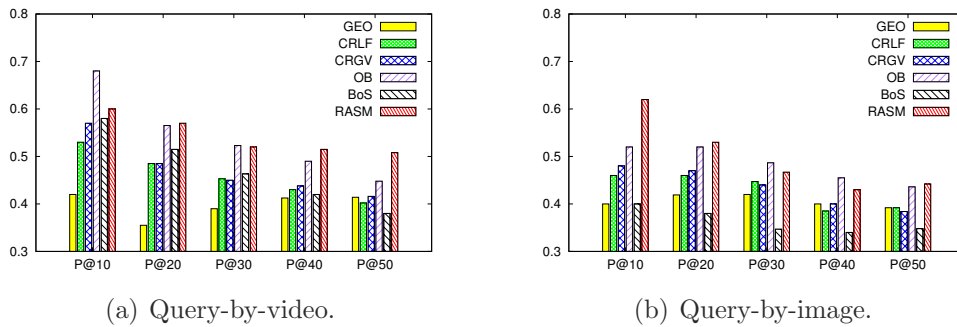 0.8
0.7
0.6
0.5
0.4
0.3
GEO
CRLF
CRGV
OB
BoS
RASM
P@10 P@20 P@30 P@40 P@50
(a) Query-by-video.
0.8
0.7
0.6
0.5
0.4
0.3
GEO
CRLF
CRGV
OB
BoS
RASM
P@10 P@20 P@30 P@40 P@50
(b) Query-by-image.